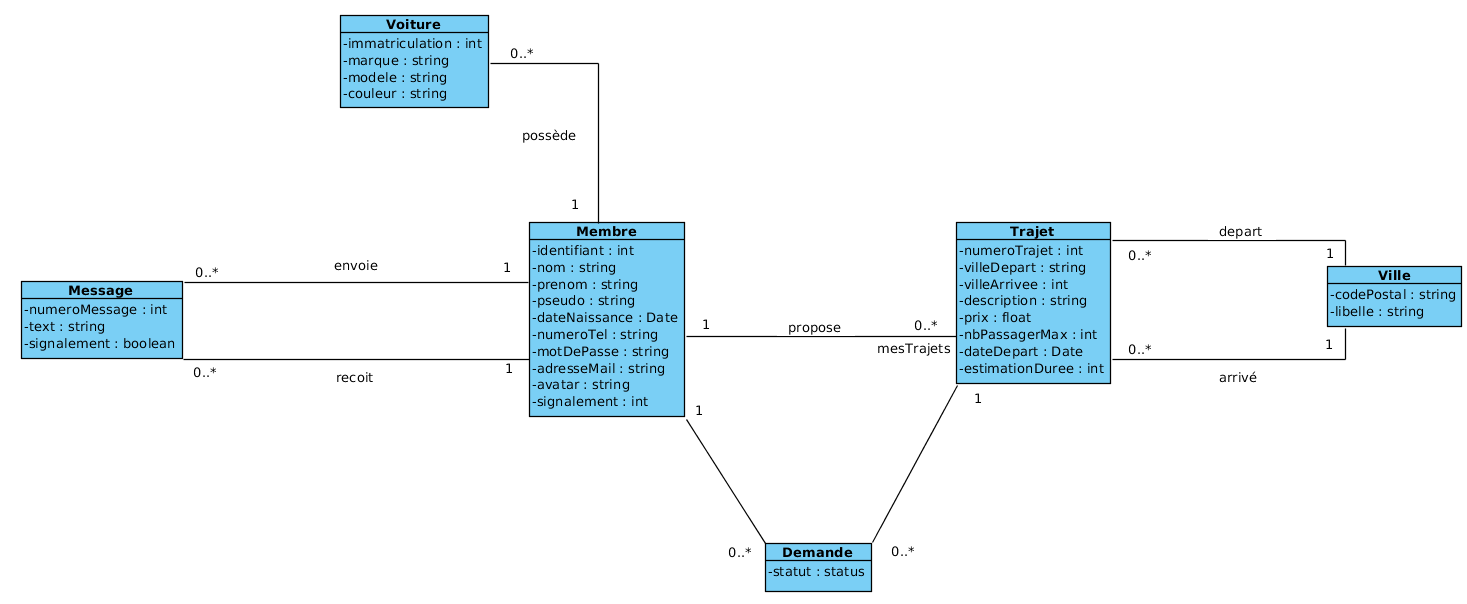 Voiture
-immatriculation : int
-marque : string
-modele : string
-couleur : string
0..*
possède
1
Membre
-identifiant : int
-nom : string
-prenom : string
-pseudo : string
-dateNaissance : Date
-numeroTel : string
-motDePasse : string
-adresseMail : string
-avatar : string
-signalement : int
Trajet
-numeroTrajet : int
-villeDepart : string
-villeArrivee : int
-description : string
-prix : float
-nbPassagerMax : int
-dateDepart : Date
-estimationDuree : int
depart
0..*
1
Ville
-codePostal : string
-libelle : string
0..*
1
arrivé
0..*
envoie
1
Message
-numeroMessage : int
-text : string
-signalement : boolean
0..*
recoit
1
1
propose
0..*
mesTrajets
1
1
0..*
0..*
Demande
-statut : status